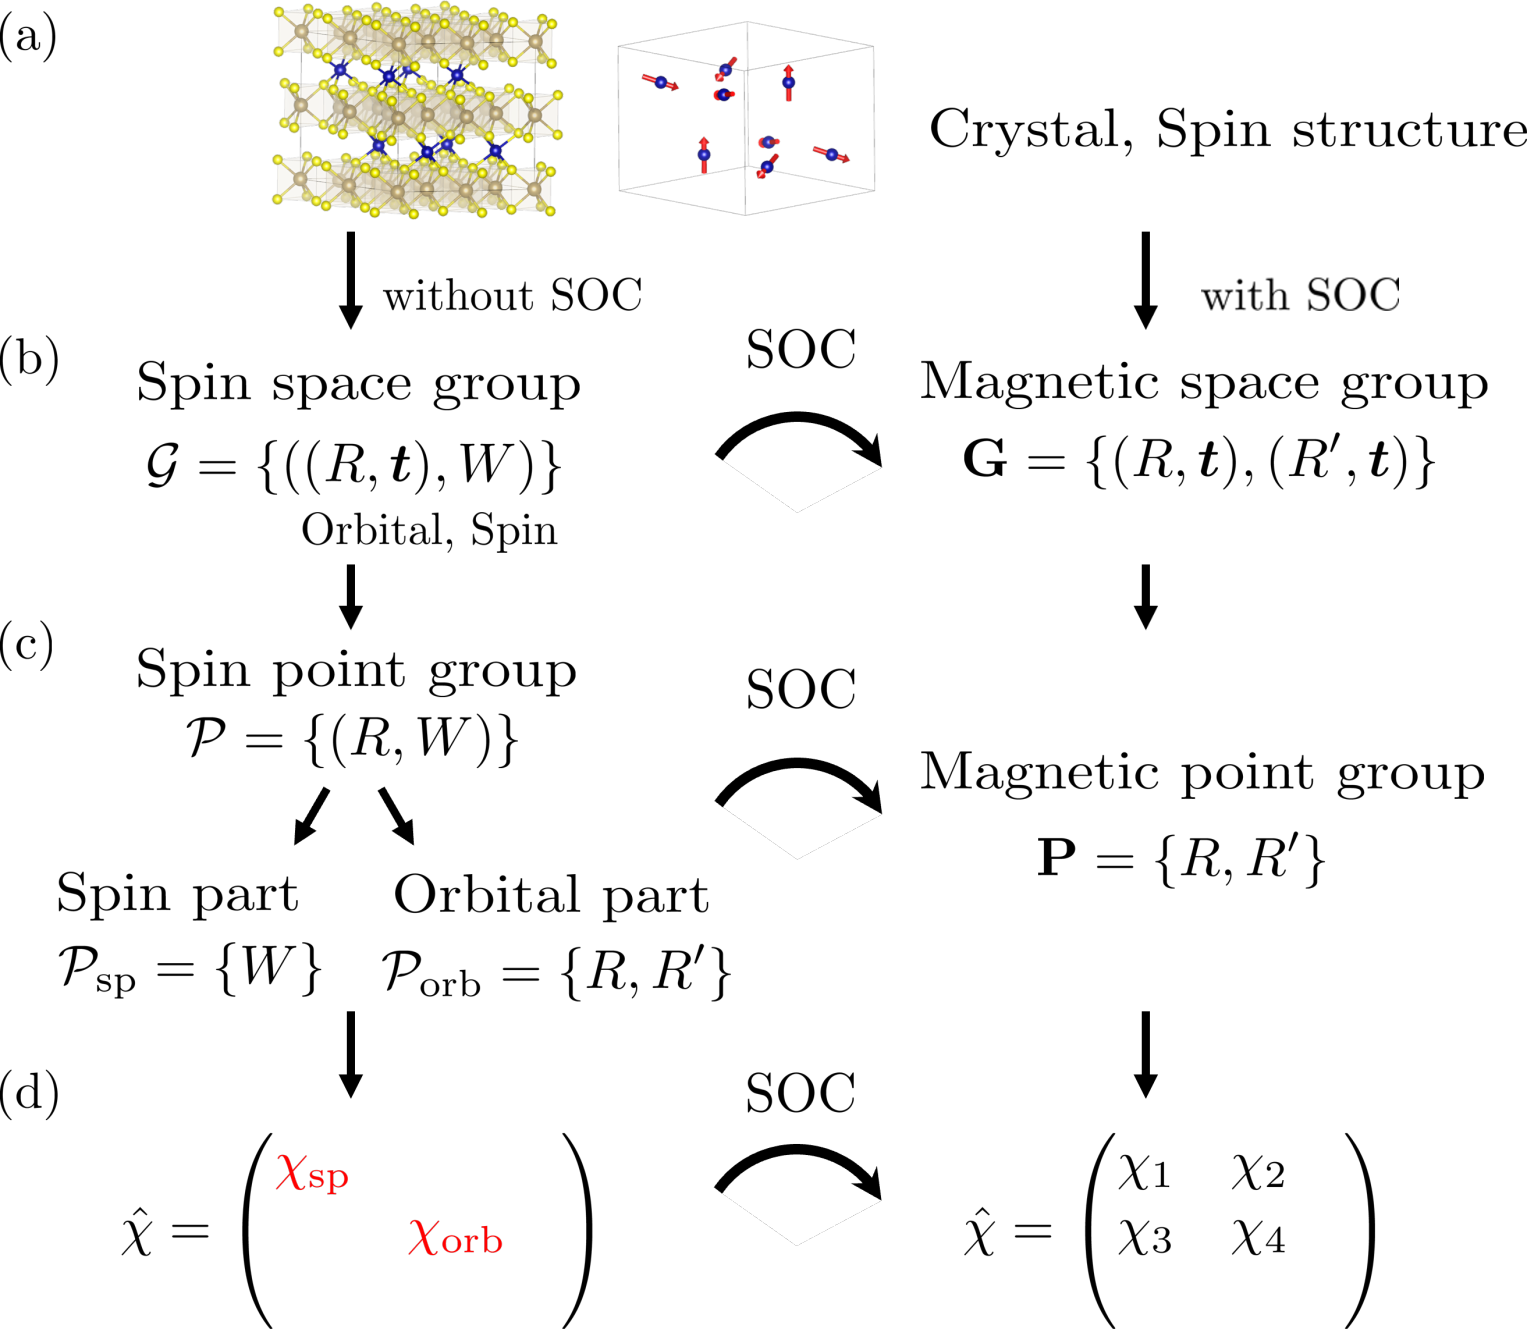 (a)
Crystal, Spin structure
without SOC
with SOC
(b)
SOC
Spin space group
Magnetic space group
𝒢 = {((R, t), W)}
G = {(R, t), (R′, t)}
Orbital, Spin
(c)
Spin point group
SOC
𝒫 = {(R, W)}
Magnetic point group
P = {R, R′}
Spin part
Orbital part
𝒫sp = {W}
𝒫orb = {R, R′}
(d)
SOC
χ̂ = ( χsp
χorb )
χ̂ = ( χ1 χ2
χ3 χ4 )